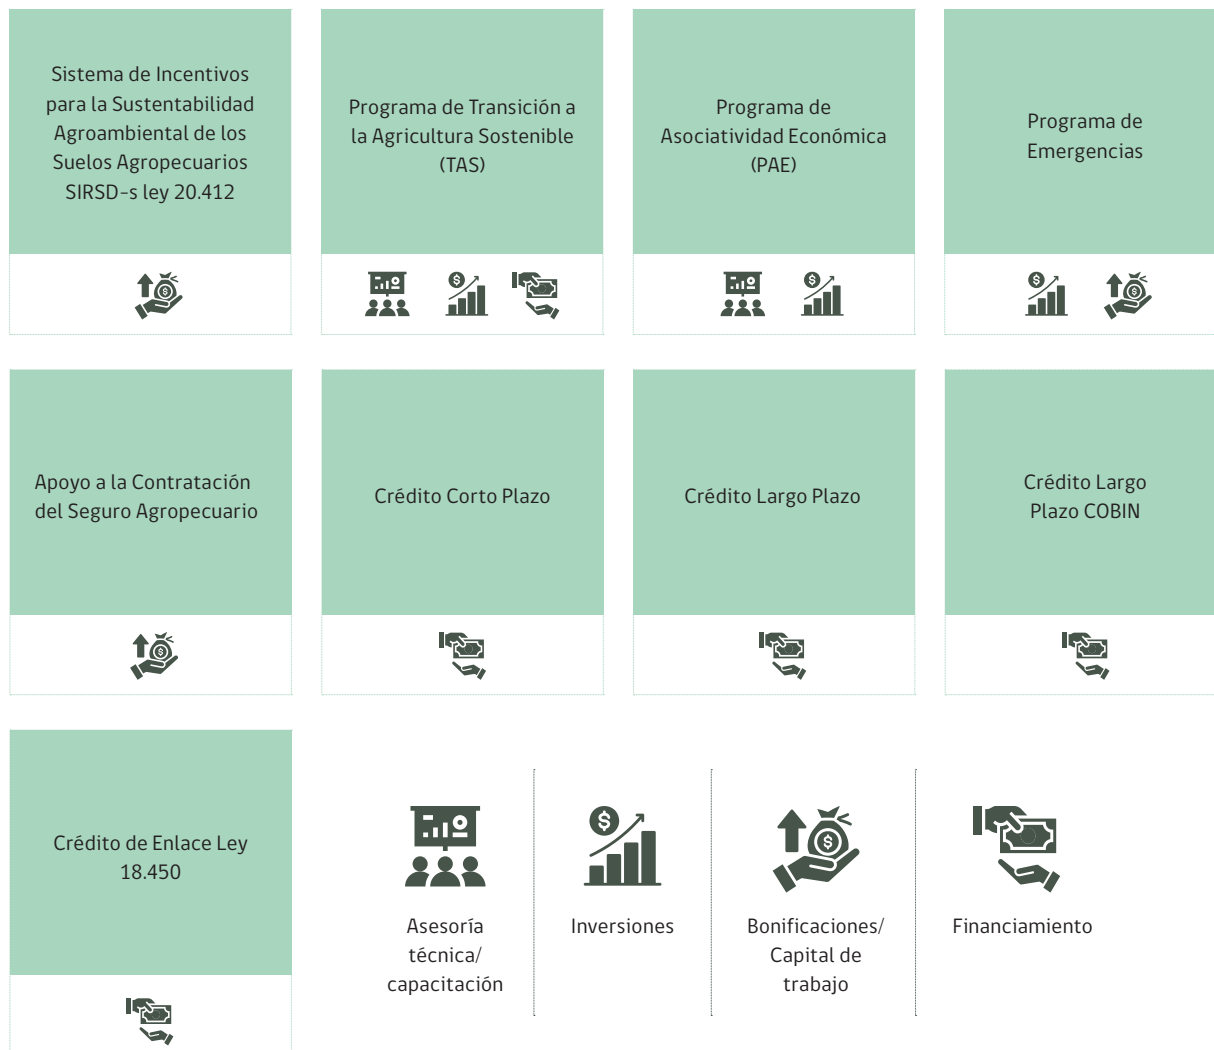 Sistema de Incentivos
para la Sustentabilidad
Agroambiental de los
Suelos Agropecuarios
SIRSD-s ley 20.412
Programa de Transición a
la Agricultura Sostenible
(TAS)
Programa de
Asociatividad Económica
(PAE)
Programa de
Emergencias
Apoyo a la Contratación
del Seguro Agropecuario
Crédito Corto Plazo
Crédito Largo Plazo
Crédito Largo
Plazo COBIN
Crédito de Enlace Ley
18.450
Asesoría
técnica/
capacitación
Inversiones
Bonificaciones/
Capital de
trabajo
Financiamiento